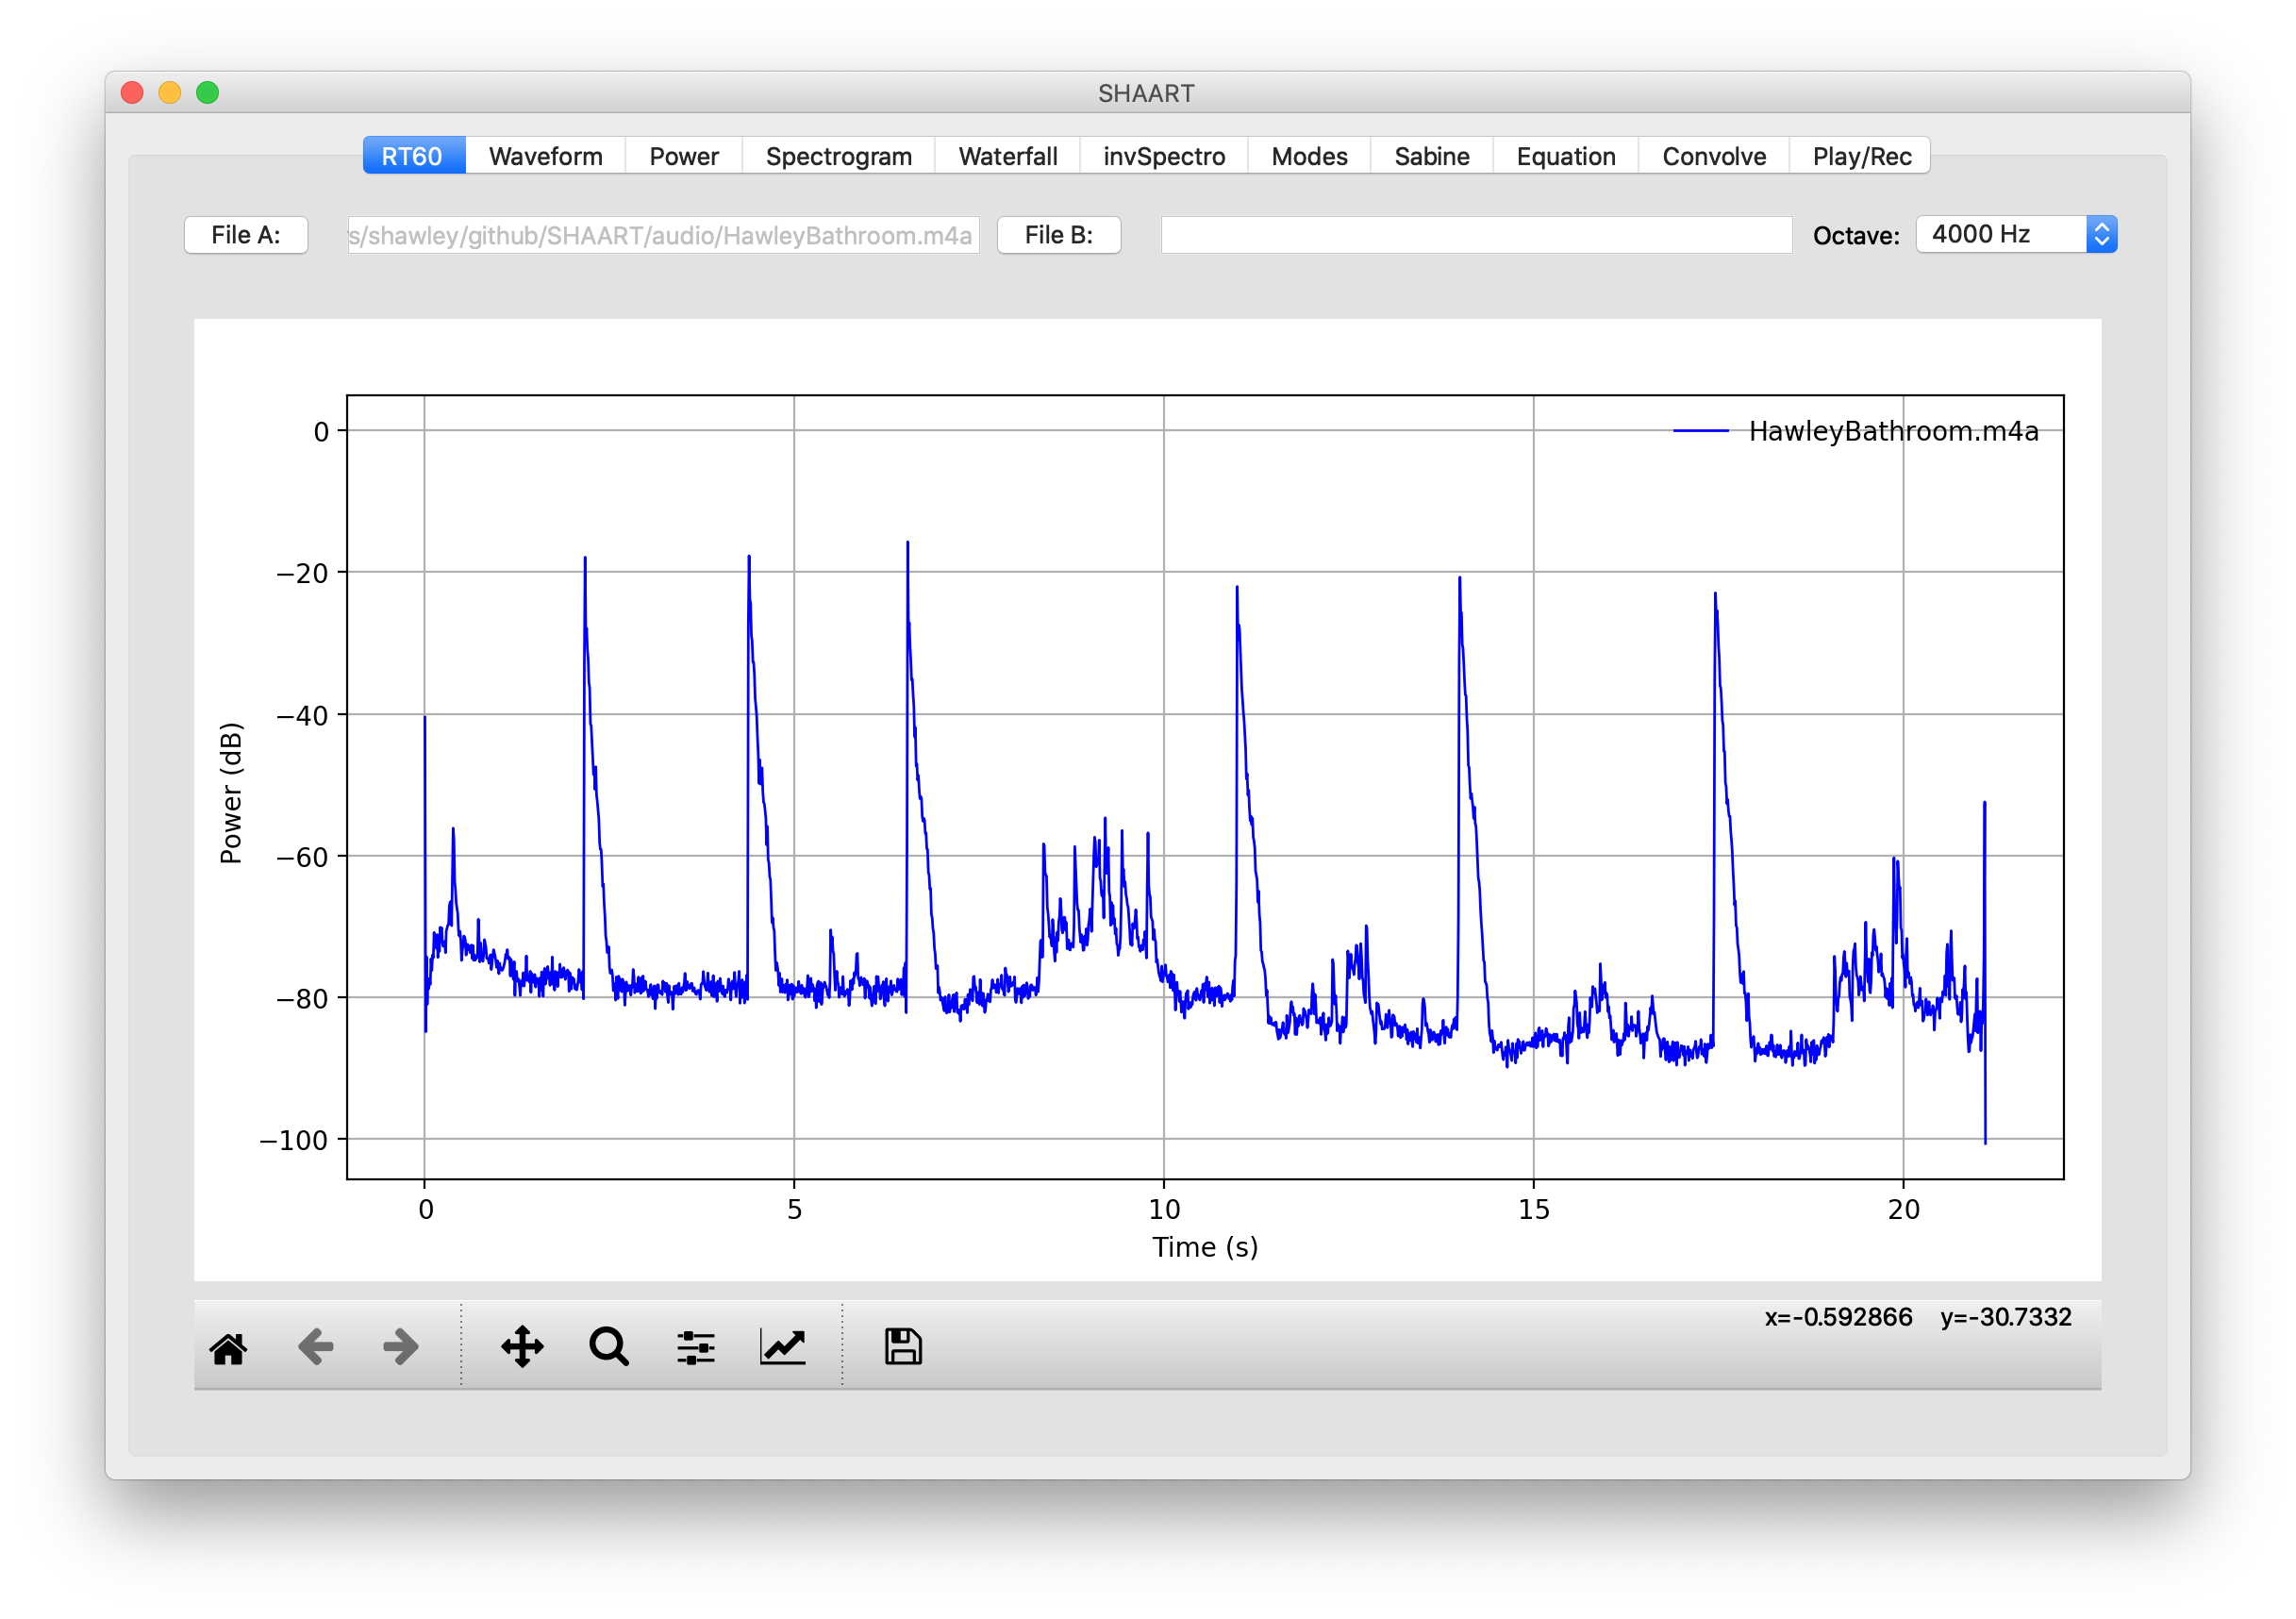 SHAART
RT60 Waveform Power Spectrogram Waterfall invSpectro Modes Sabine Equation Convolve Play/Rec
File A: s/shawley/github/SHAART/audio/HawleyBathroom.m4a File B: Octave: 4000 Hz
HawleyBathroom.m4a
Power (dB)
0
−20
−40
−60
−80
−100
0 5 10 15 20
Time (s)
x=-0.592866 y=-30.7332